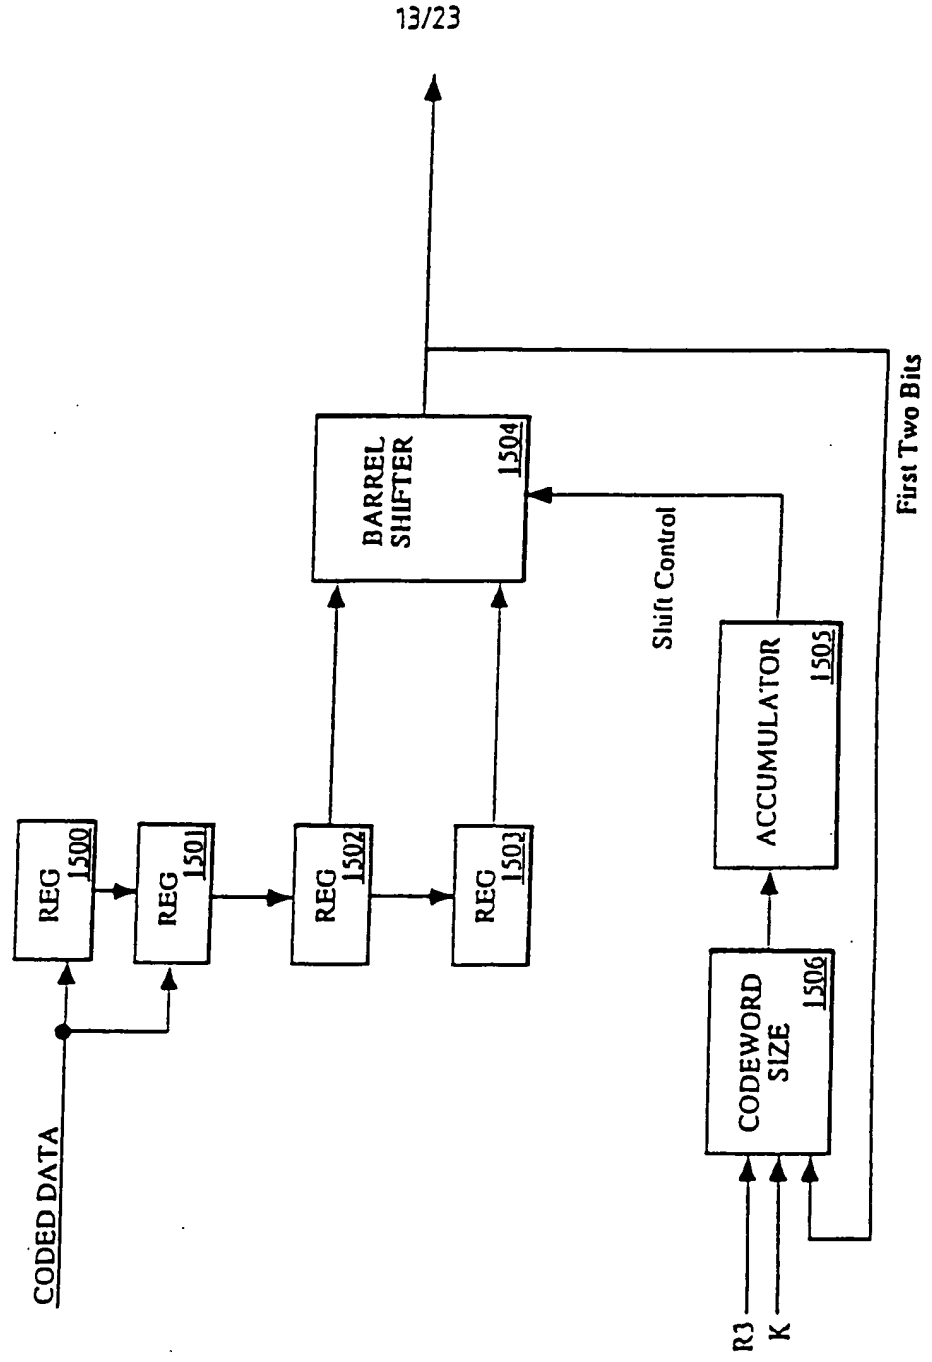 13/23
CODED DATA
REG
1500
REG
1501
REG
1502
REG
1503
BARREL
SHIFTER
1504
Shift Control
First Two Bits
R3
K
CODEWORD
SIZE
1506
ACCUMULATOR
1505